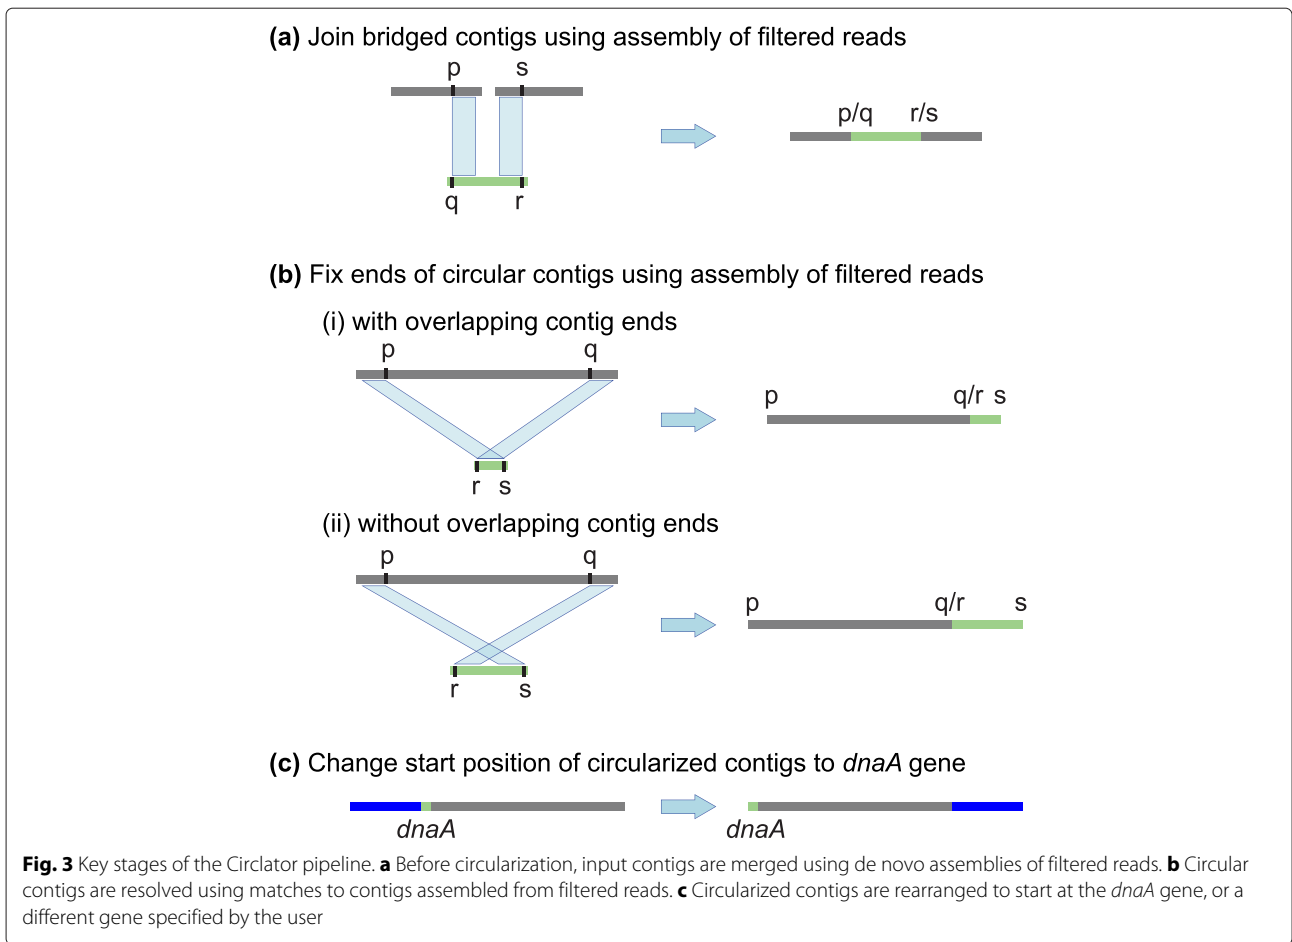 (a) Join bridged contigs using assembly of filtered reads
p s
p/q r/s
q r
(b) Fix ends of circular contigs using assembly of filtered reads
(i) with overlapping contig ends
p q
p q/r s
r s
(ii) without overlapping contig ends
p q
p q/r s
r s
(c) Change start position of circularized contigs to dnaA gene
dnaA dnaA
Fig. 3 Key stages of the Circlator pipeline. a Before circularization, input contigs are merged using de novo assemblies of filtered reads. b Circular
contigs are resolved using matches to contigs assembled from filtered reads. c Circularized contigs are rearranged to start at the dnaA gene, or a
different gene specified by the user